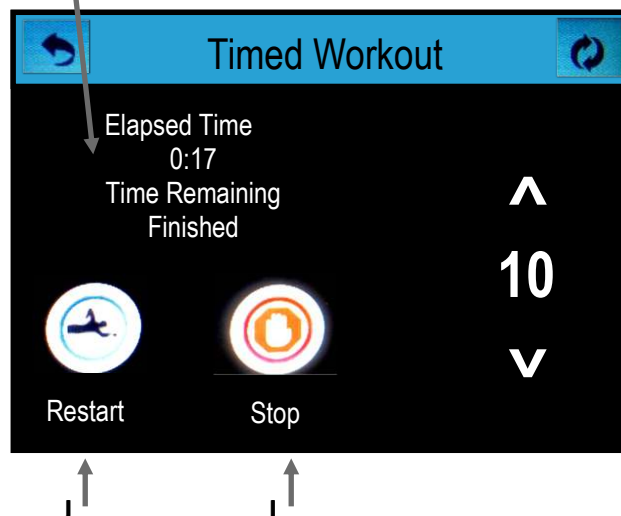 Timed Workout
Elapsed Time
0:17
Time Remaining
Finished
^
10
v
Restart
Stop